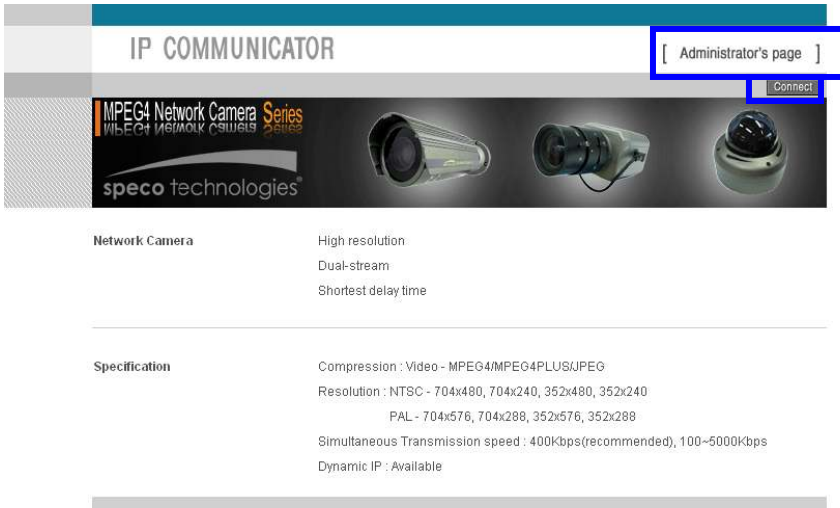 IP COMMUNICATOR
[ Administrator's page ]
Connect
MPEG4 Network Camera Series
speco technologies®
Network Camera
High resolution
Dual-stream
Shortest delay time
Specification
Compression : Video - MPEG4/MPEG4PLUS/JPEG
Resolution : NTSC - 704x480, 704x240, 352x480, 352x240
PAL - 704x576, 704x288, 352x576, 352x288
Simultaneous Transmission speed : 400Kbps(recommended), 100~5000Kbps
Dynamic IP : Available